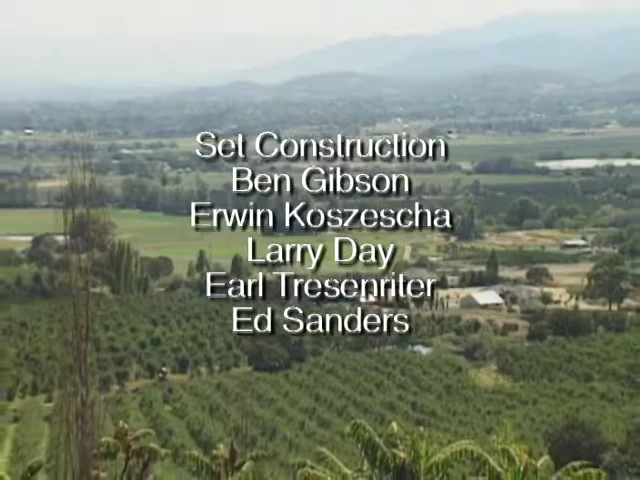 Set Construction
Ben Gibson
Erwin Koszescha
Larry Day
Earl Tresenriter
Ed Sanders